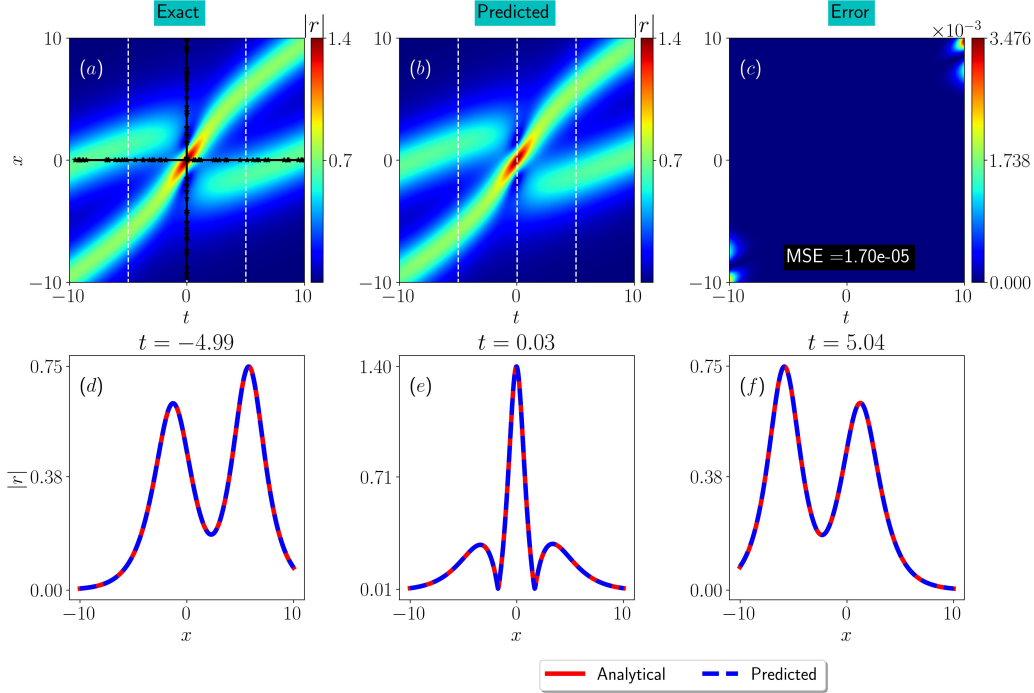 Exact
Predicted
Error
|r|
|r|
×10−3
10
(a)
1.4
10
(b)
1.4
10
(c)
3.476
x
0
0.7
0
0.7
0
1.738
MSE =1.70e-05
−10
0.0
−10
0.0
−10
0.000
−10 0 10
−10 0 10
−10 0 10
t
t
t
t = −4.99
t = 0.03
t = 5.04
0.75
(d)
1.40
(e)
0.75
(f)
|r|
0.38
0.71
0.38
0.00
0.01
0.00
−10 0 10
−10 0 10
−10 0 10
x
x
x
Analytical
Predicted